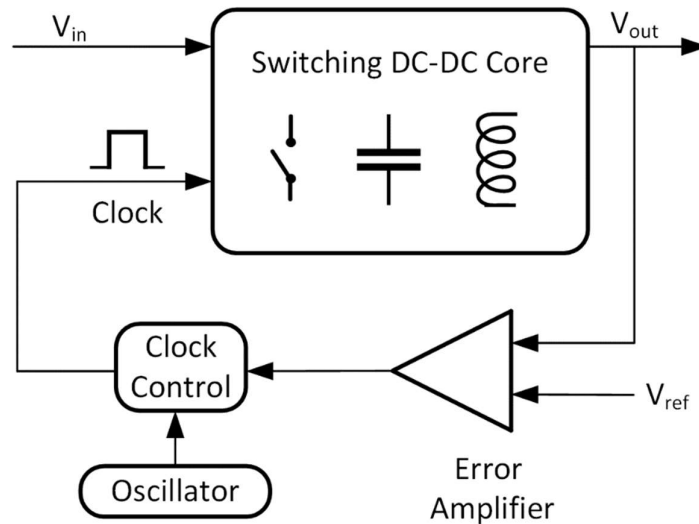 V_in
V_out
Switching DC-DC Core
Clock
Clock
Control
V_ref
Oscillator
Error
Amplifier